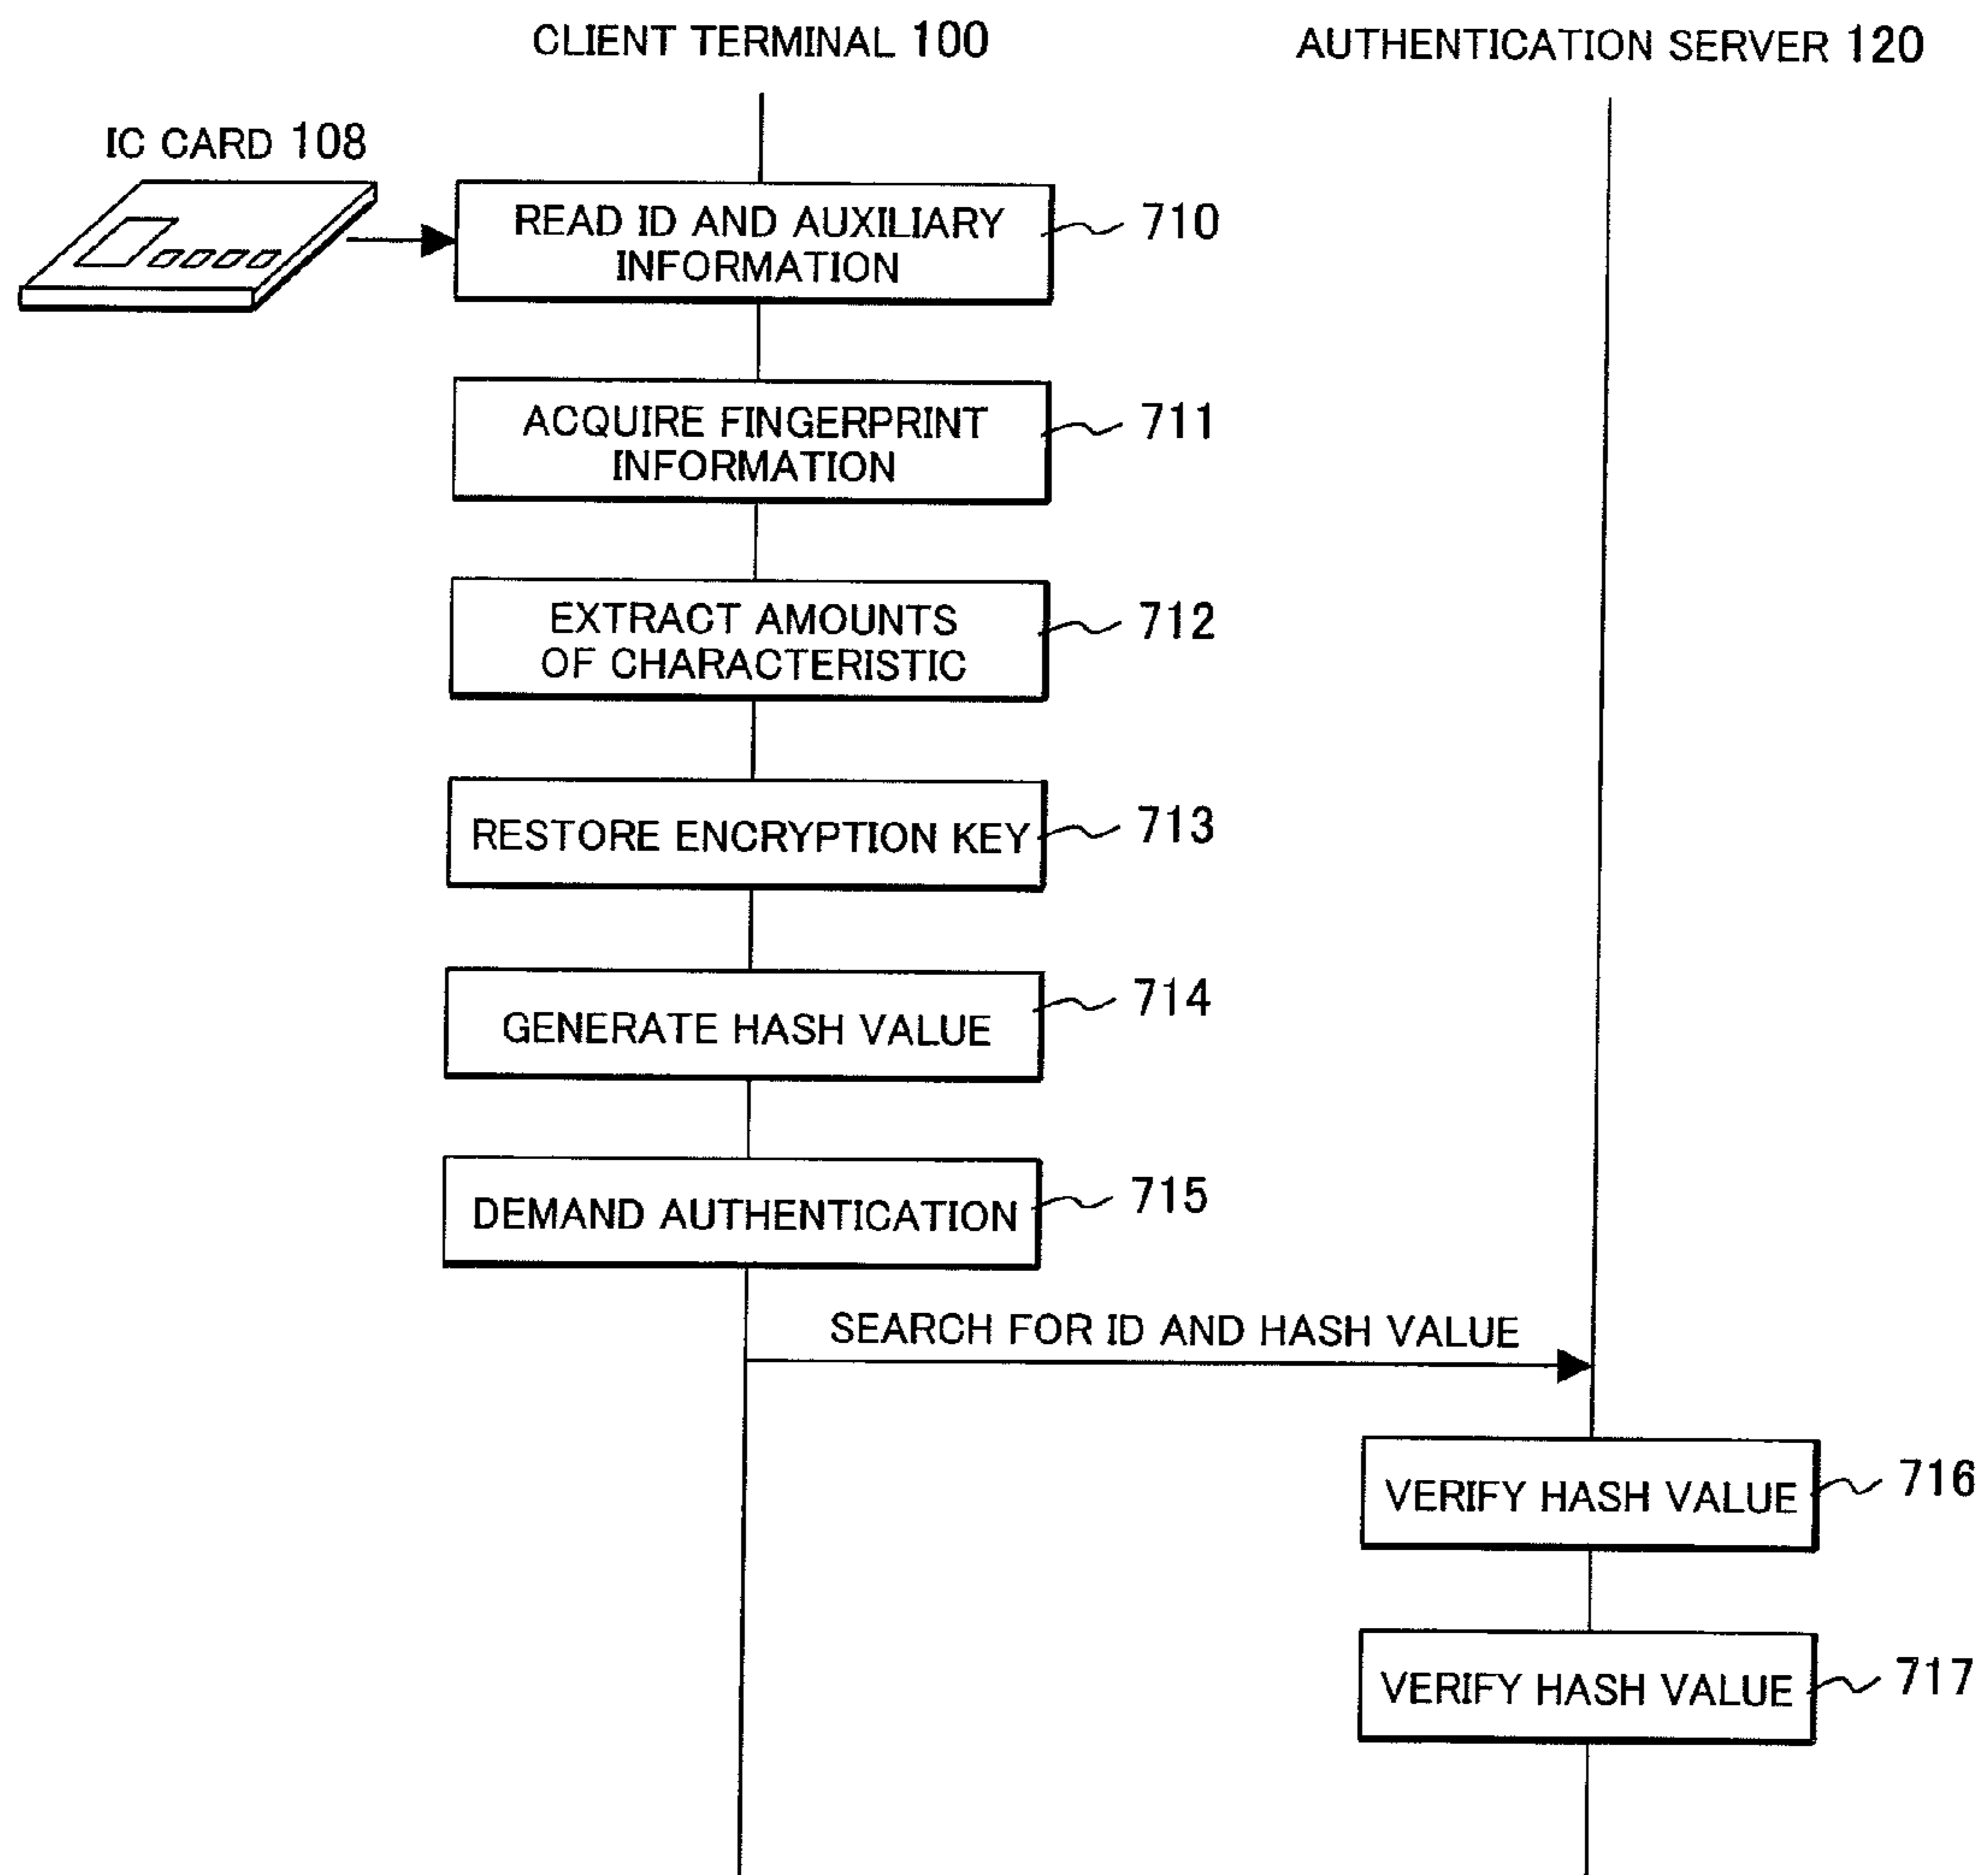 CLIENT TERMINAL 100
AUTHENTICATION SERVER 120
IC CARD 108
READ ID AND AUXILIARY
INFORMATION
710
ACQUIRE FINGERPRINT
INFORMATION
711
EXTRACT AMOUNTS
OF CHARACTERISTIC
712
RESTORE ENCRYPTION KEY
713
GENERATE HASH VALUE
714
DEMAND AUTHENTICATION
715
SEARCH FOR ID AND HASH VALUE
VERIFY HASH VALUE
716
VERIFY HASH VALUE
717